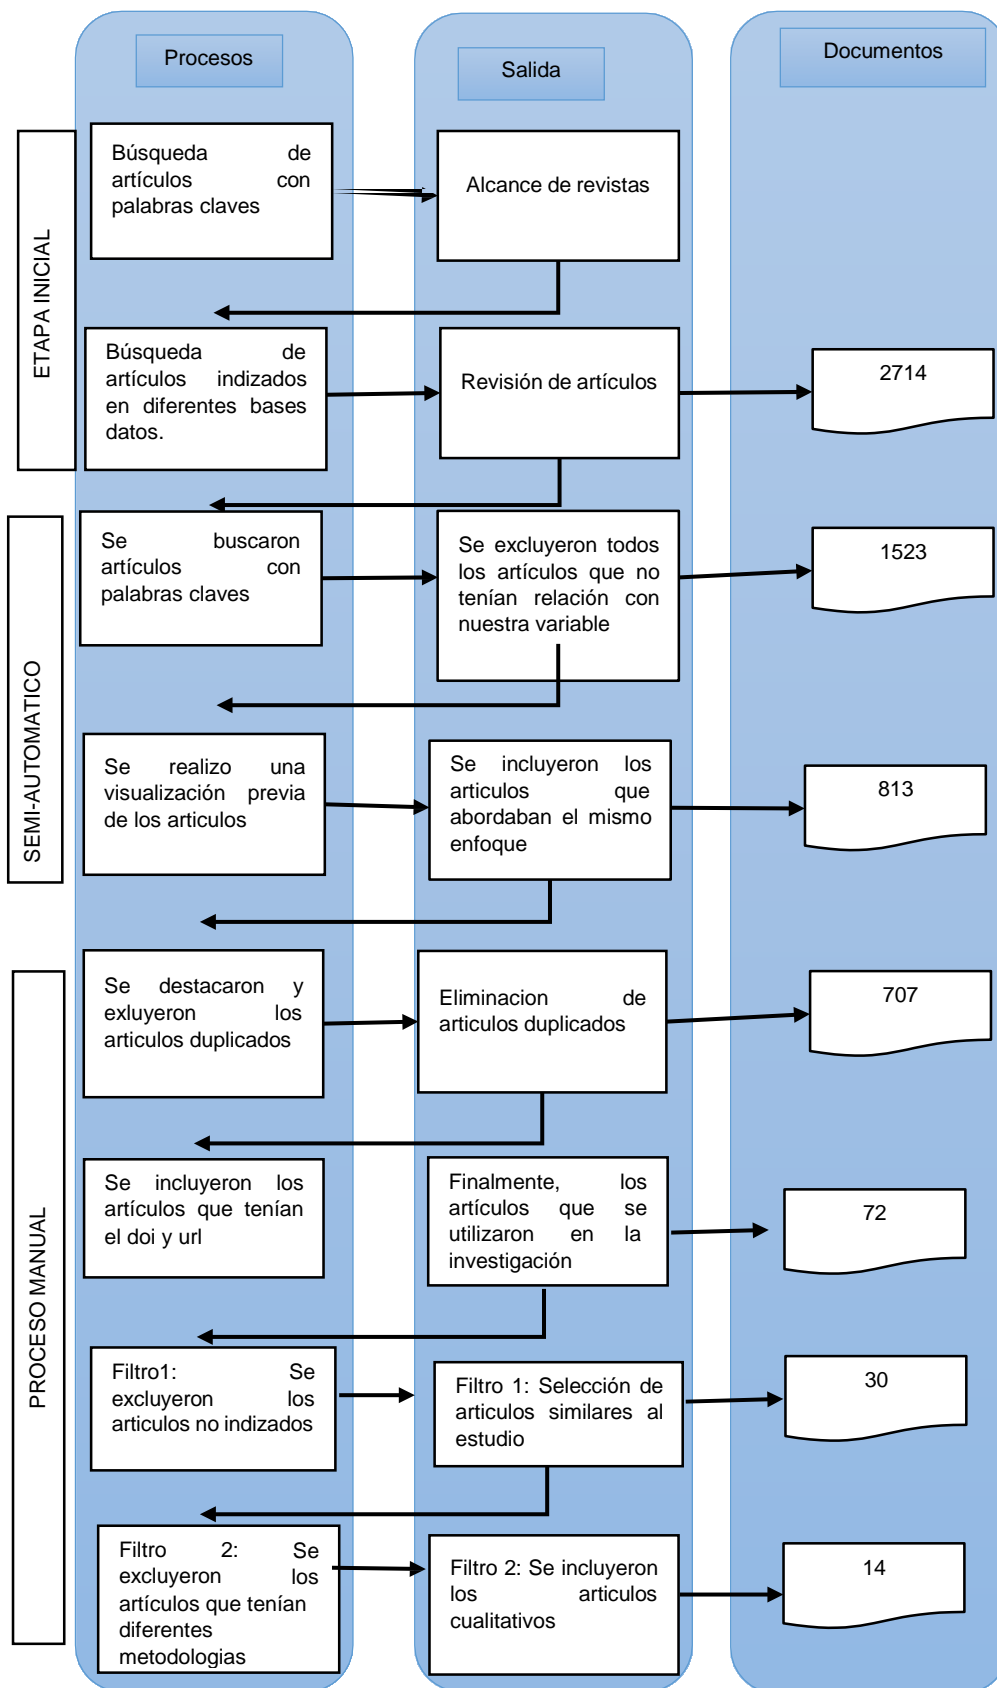 Procesos
Salida
Documentos
ETAPA INICIAL
Búsqueda de
artículos con
palabras claves
Alcance de revistas
Búsqueda de
artículos indizados
en diferentes bases
datos.
Revisión de artículos
2714
SEMI-AUTOMATICO
Se buscaron
artículos con
palabras claves
Se excluyeron todos
los artículos que no
tenían relación con
nuestra variable
1523
Se realizo una
visualización previa
de los articulos
Se incluyeron los
articulos que
abordaban el mismo
enfoque
813
PROCESO MANUAL
Se destacaron y
exluyeron los
articulos duplicados
Eliminacion de
articulos duplicados
707
Se incluyeron los
artículos que tenían
el doi y url
Finalmente, los
artículos que se
utilizaron en la
investigación
72
Filtro1: Se
excluyeron los
articulos no indizados
Filtro 1: Selección de
articulos similares al
estudio
30
Filtro 2: Se
excluyeron los
artículos que tenían
diferentes
metodologias
Filtro 2: Se incluyeron
los articulos
cualitativos
14